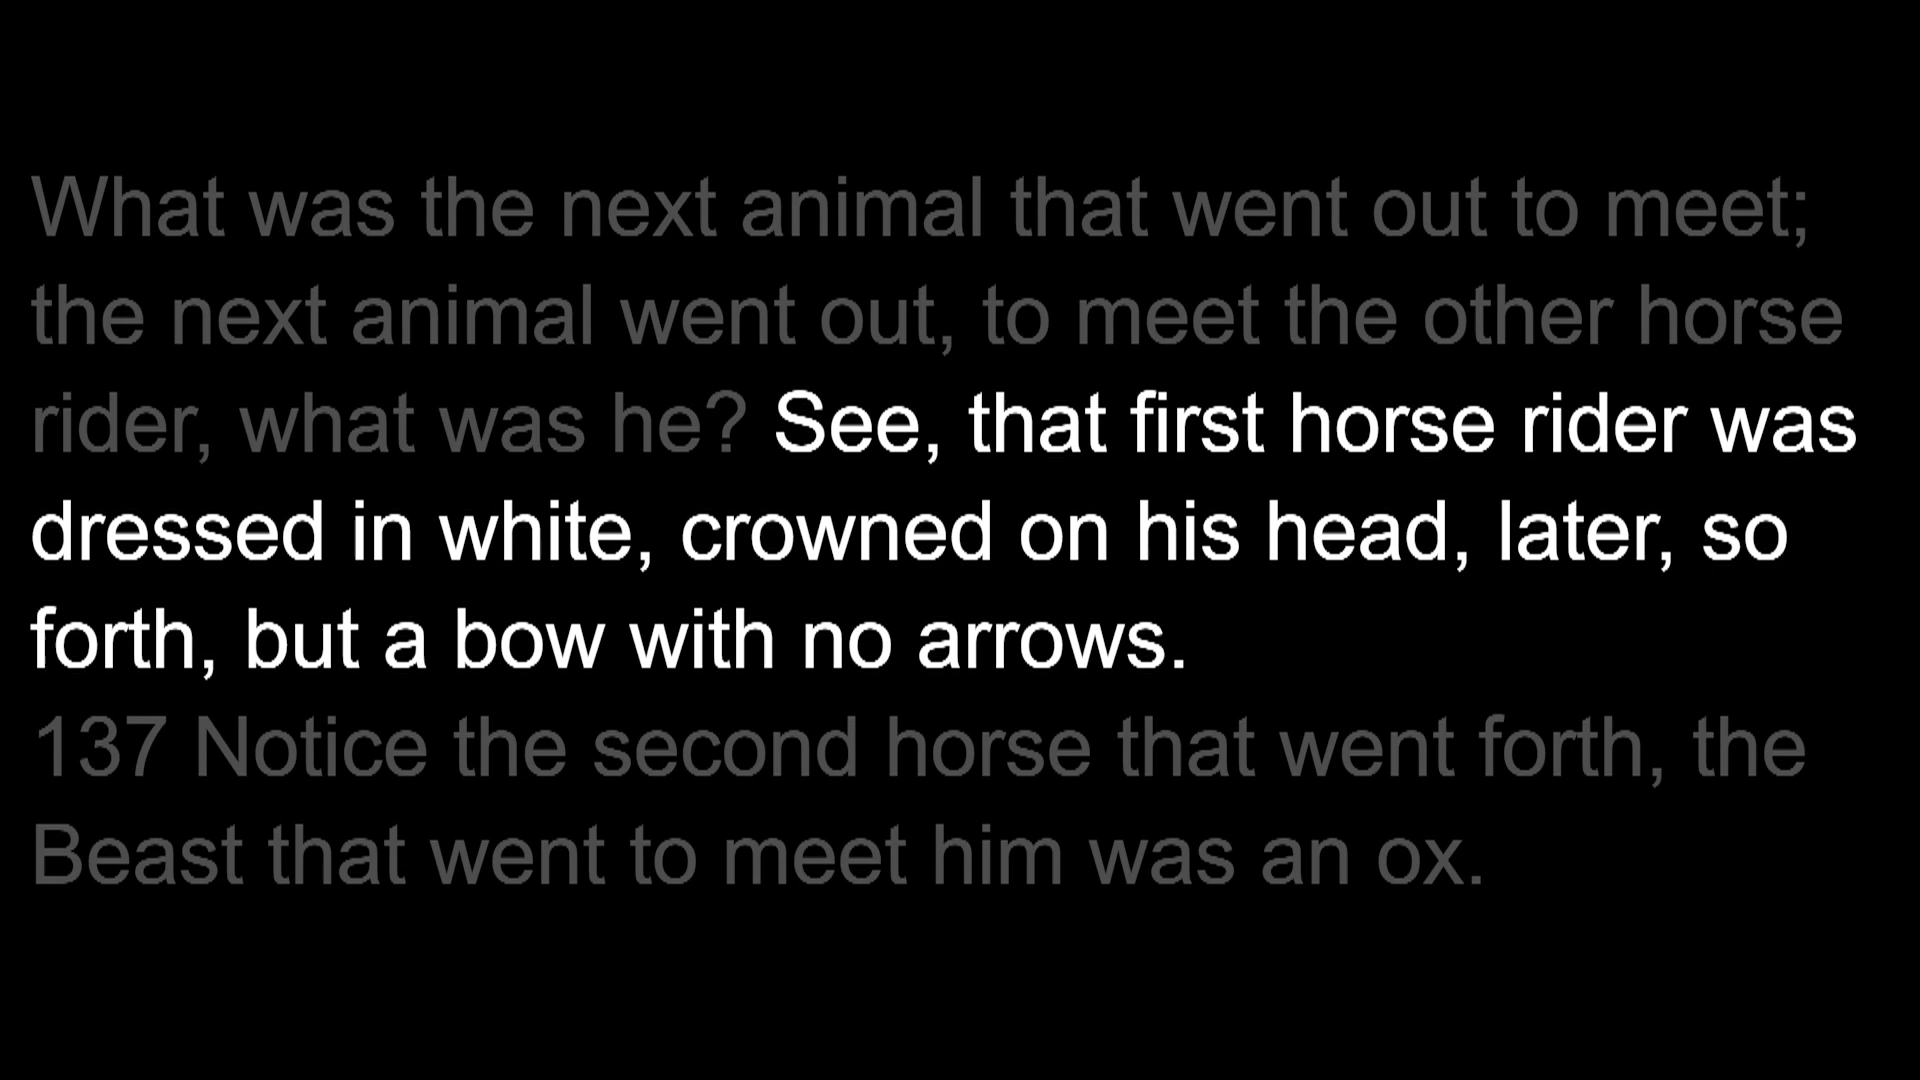 What was the next animal that went out to meet;
the next animal went out, to meet the other horse
rider, what was he? See, that first horse rider was
dressed in white, crowned on his head, later, so
forth, but a bow with no arrows.
137 Notice the second horse that went forth, the
Beast that went to meet him was an ox.